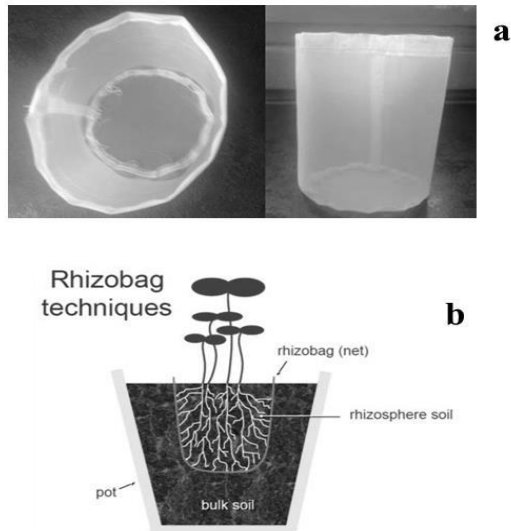 a
Rhizobag
techniques
b
rhizobag (net)
rhizosphere soil
pot
bulk soil